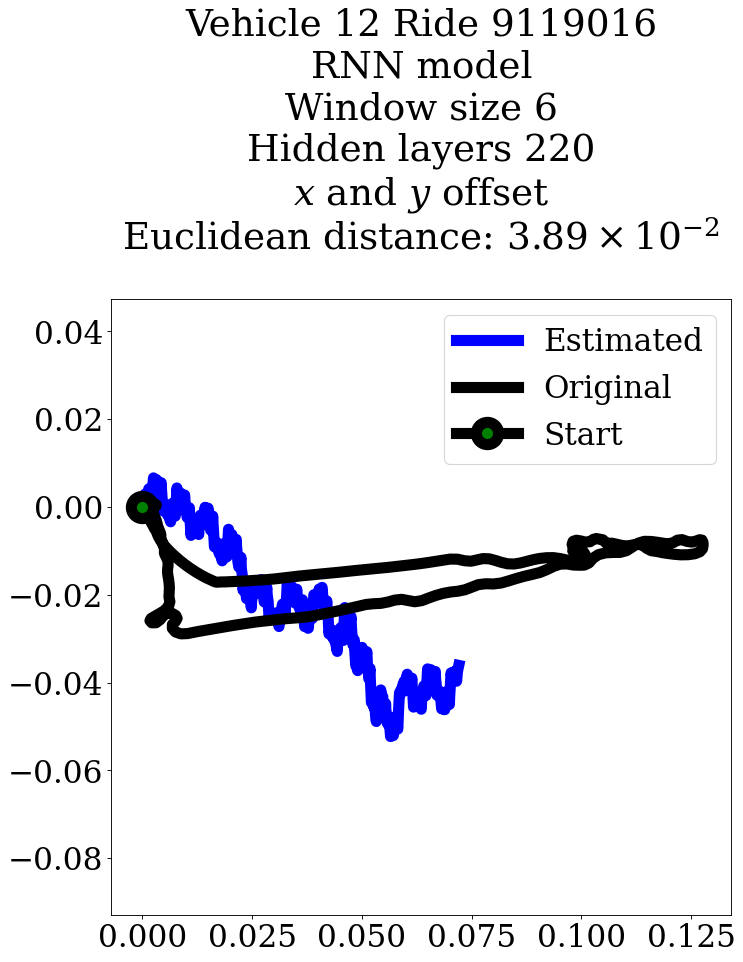 Vehicle 12 Ride 9119016
RNN model
Window size 6
Hidden layers 220
x and y offset
Euclidean distance: 3.89 × 10⁻²
Estimated
Original
Start
0.04
0.02
0.00
−0.02
−0.04
−0.06
−0.08
0.000 0.025 0.050 0.075 0.100 0.125